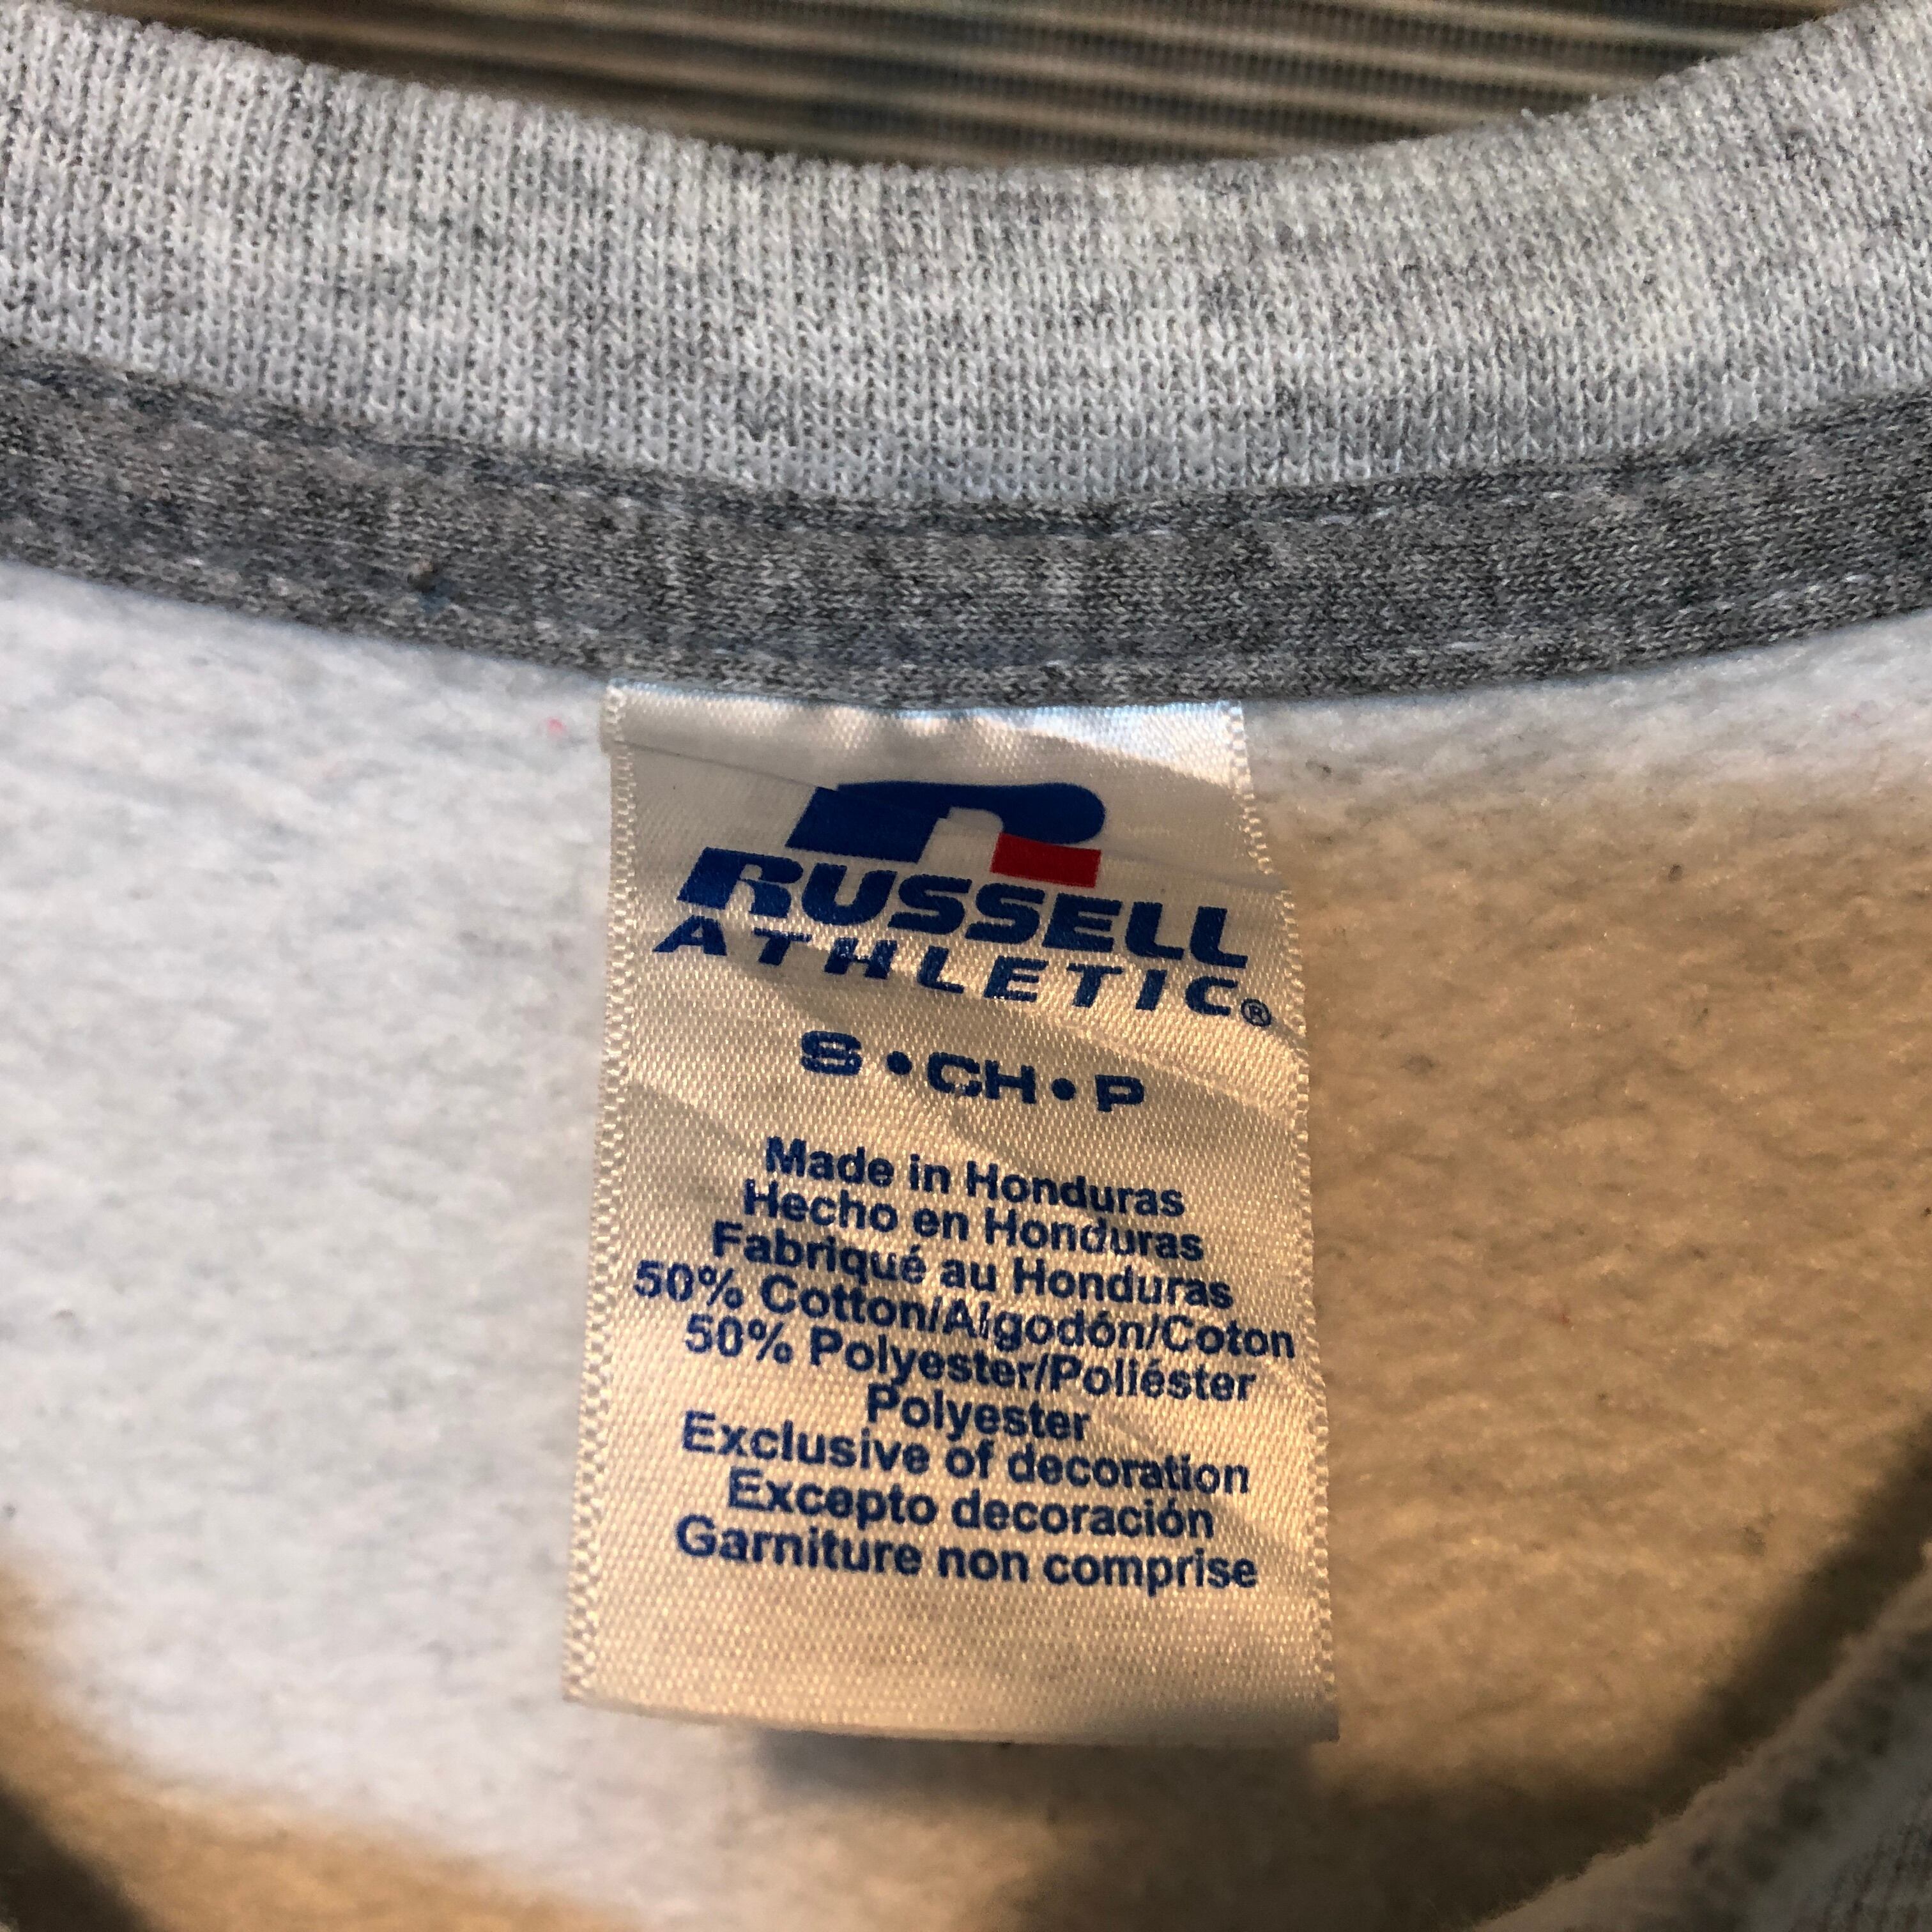 RUSSELL
ATHLETIC®
S • CH • P
Made in Honduras
Hecho en Honduras
Fabriqué au Honduras
50% Cotton/Algodón/Coton
50% Polyester/Poliéster
Polyester
Exclusive of decoration
Excepto decoración
Garniture non comprise